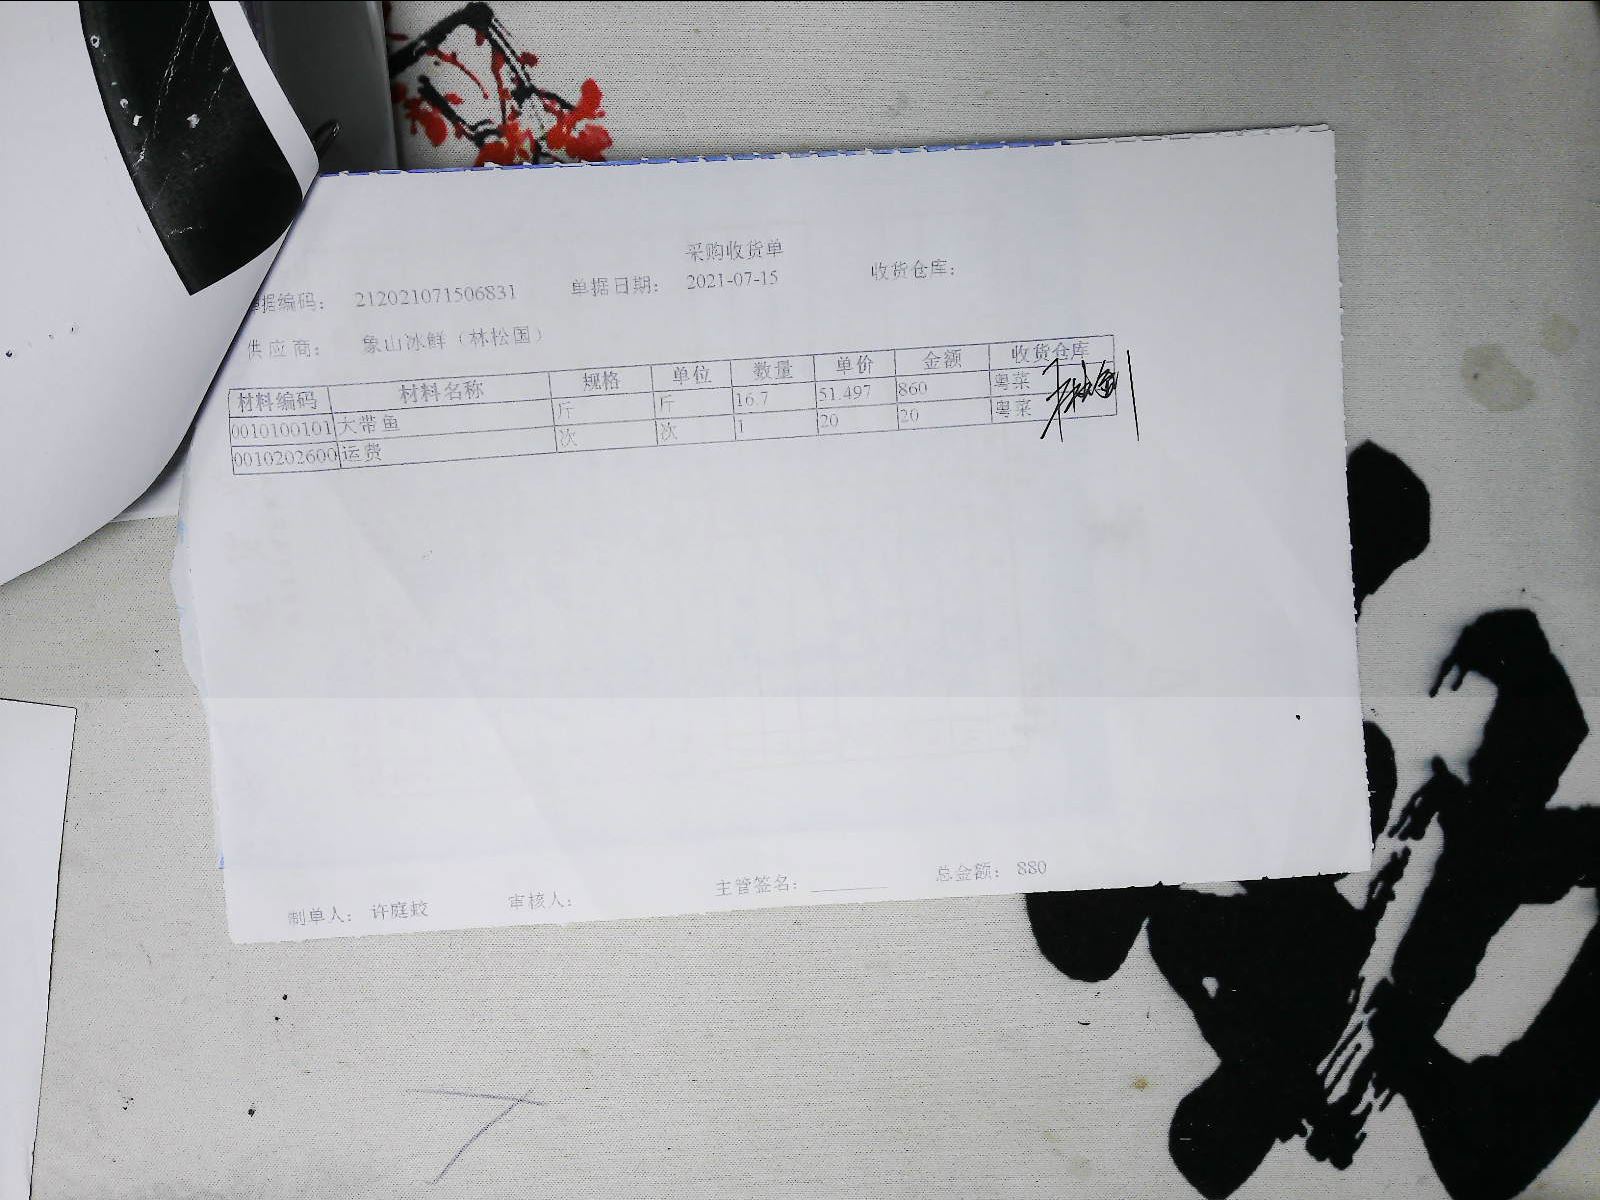 采购收货单
单据编码： 212021071506831 单据日期： 2021-07-15 收货仓库：
供应商： 象山冰鲜（林松国）
材料编码 材料名称 规格 单位 数量 单价 金额 收货仓库
0010100101 大带鱼 斤 斤 16.7 51.497 860 粤菜
0010202600 运费 次 次 1 20 20 粤菜
制单人： 许庭蛟 审核人： 主管签名： 总金额： 880